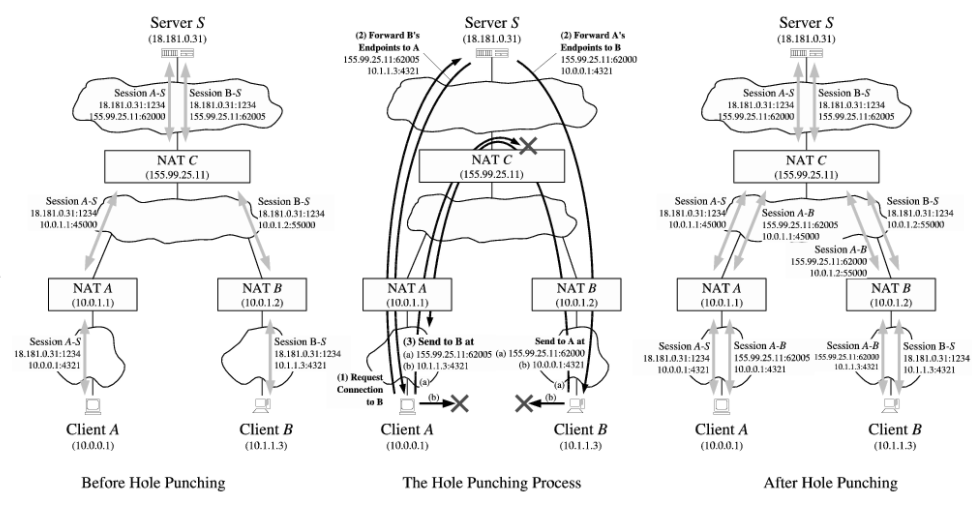 Server S
(18.181.0.31)
Session A-S
18.181.0.31:1234
155.99.25.11:62000
Session B-S
18.181.0.31:1234
155.99.25.11:62005
NAT C
(155.99.25.11)
Session A-S
18.181.0.31:1234
10.0.1.1:45000
Session B-S
18.181.0.31:1234
10.0.1.2:55000
NAT A
(10.0.1.1)
NAT B
(10.0.1.2)
Session A-S
18.181.0.31:1234
10.0.0.1:4321
Session B-S
18.181.0.31:1234
10.1.1.3:4321
Client A
(10.0.0.1)
Client B
(10.1.1.3)
Before Hole Punching
Server S
(18.181.0.31)
(2) Forward B's
Endpoints to A
155.99.25.11:62005
10.1.1.3:4321
(2) Forward A's
Endpoints to B
155.99.25.11:62000
10.0.0.1:4321
NAT C
(155.99.25.11)
NAT A
(10.0.1.1)
NAT B
(10.0.1.2)
(3) Send to B at
(a) 155.99.25.11:62005
(b) 10.1.1.3:4321
Send to A at
(a) 155.99.25.11:62000
(b) 10.0.0.1:4321
(1) Request
Connection
to B
(a)
(b)
(a)
(b)
Client A
(10.0.0.1)
Client B
(10.1.1.3)
The Hole Punching Process
Server S
(18.181.0.31)
Session A-S
18.181.0.31:1234
155.99.25.11:62000
Session B-S
18.181.0.31:1234
155.99.25.11:62005
NAT C
(155.99.25.11)
Session A-S
18.181.0.31:1234
10.0.1.1:45000
Session A-B
155.99.25.11:62005
10.0.1.1:45000
Session B-S
18.181.0.31:1234
10.0.1.2:55000
Session A-B
155.99.25.11:62000
10.0.1.2:55000
NAT A
(10.0.1.1)
NAT B
(10.0.1.2)
Session A-S
18.181.0.31:1234
10.0.0.1:4321
Session A-B
155.99.25.11:62005
10.0.0.1:4321
Session A-B
155.99.25.11:62000
10.1.1.3:4321
Session B-S
18.181.0.31:1234
10.1.1.3:4321
Client A
(10.0.0.1)
Client B
(10.1.1.3)
After Hole Punching